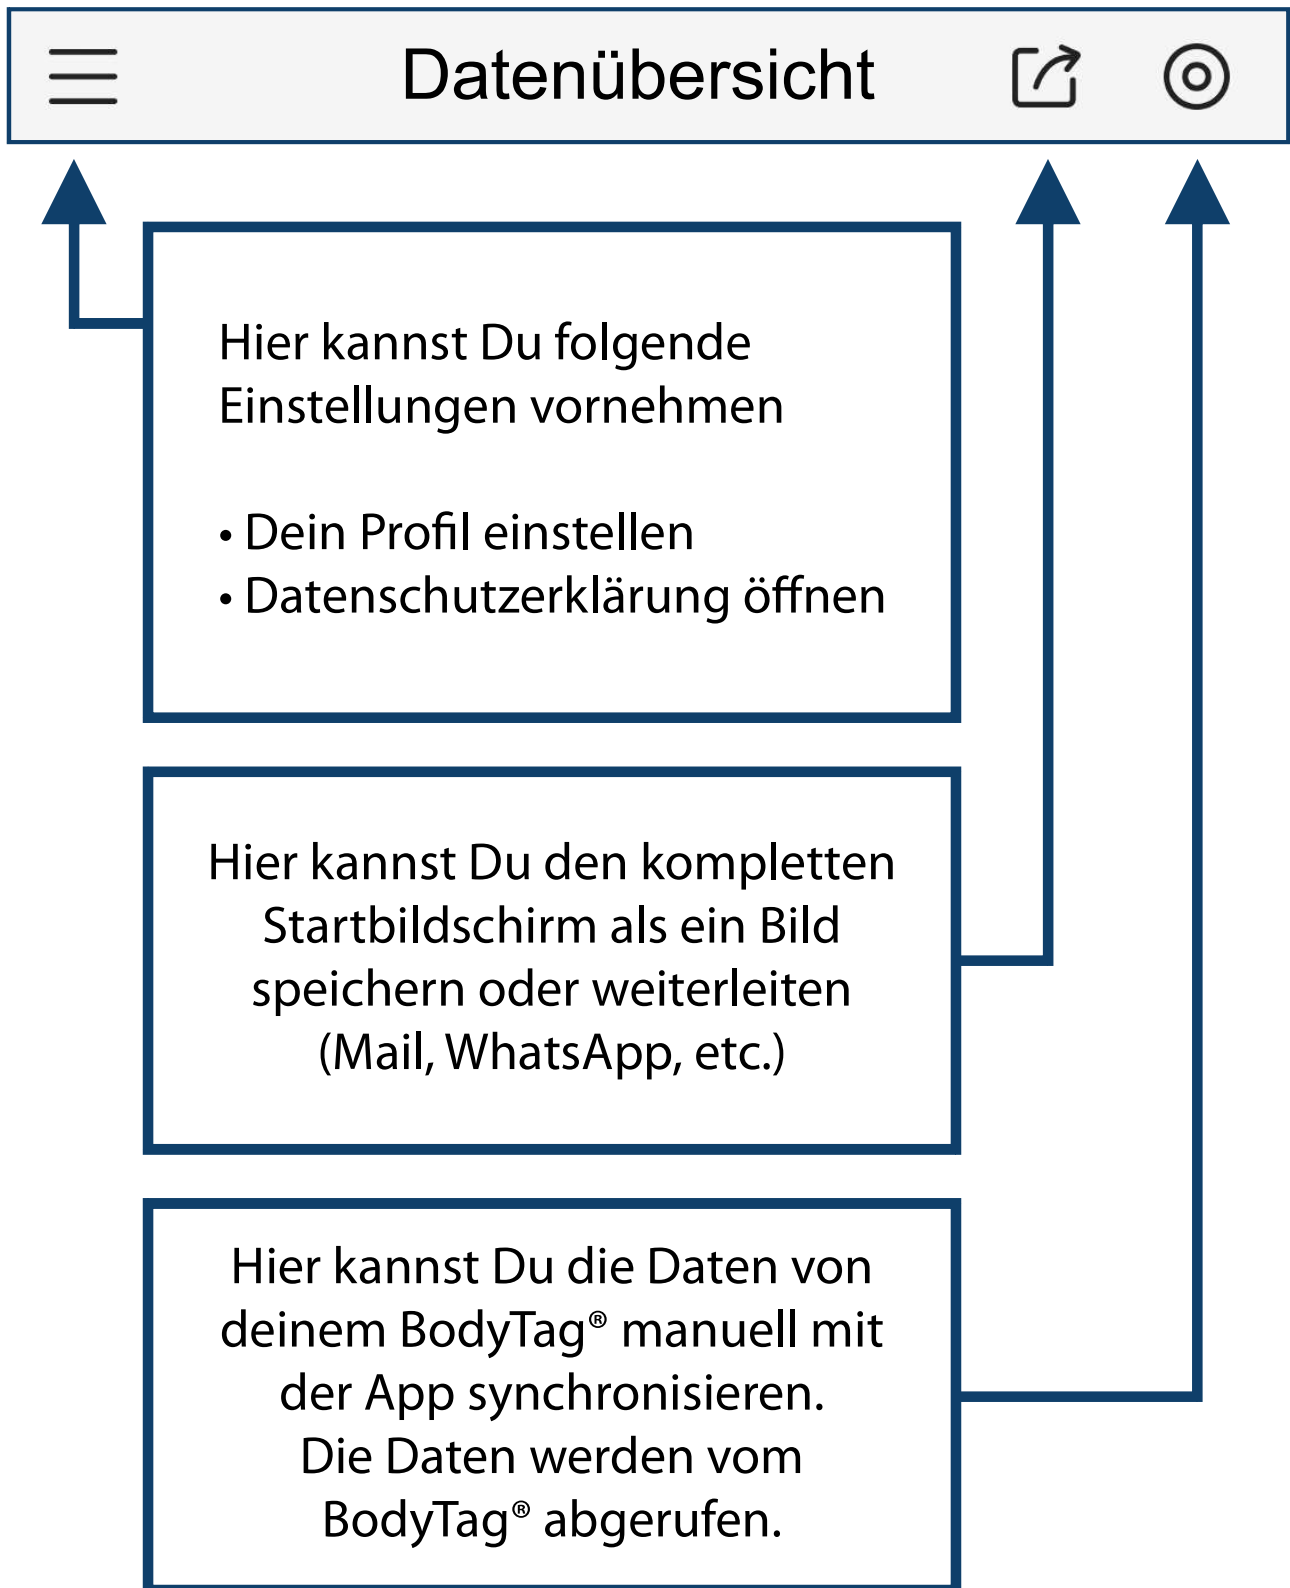 Datenübersicht
Hier kannst Du folgende
Einstellungen vornehmen
• Dein Profil einstellen
• Datenschutzerklärung öffnen
Hier kannst Du den kompletten
Startbildschirm als ein Bild
speichern oder weiterleiten
(Mail, WhatsApp, etc.)
Hier kannst Du die Daten von
deinem BodyTag® manuell mit
der App synchronisieren.
Die Daten werden vom
BodyTag® abgerufen.